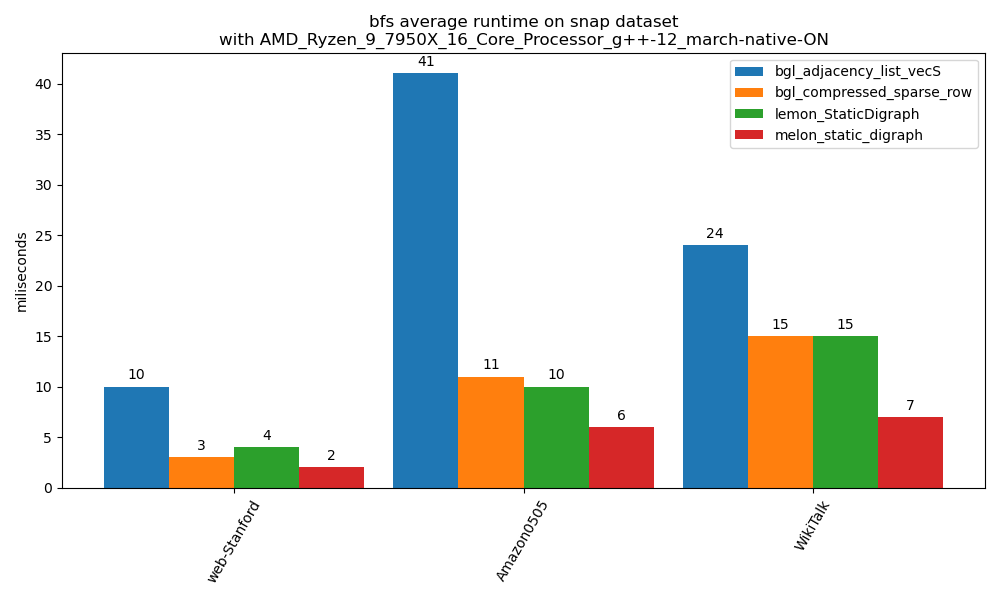 bfs average runtime on snap dataset
with AMD_Ryzen_9_7950X_16_Core_Processor_g++-12_march-native-ON
bgl_adjacency_list_vecS
bgl_compressed_sparse_row
lemon_StaticDigraph
melon_static_digraph
miliseconds
40
35
30
25
20
15
10
5
0
10
3
4
2
41
11
10
6
24
15
15
7
web-Stanford
Amazon0505
WikiTalk